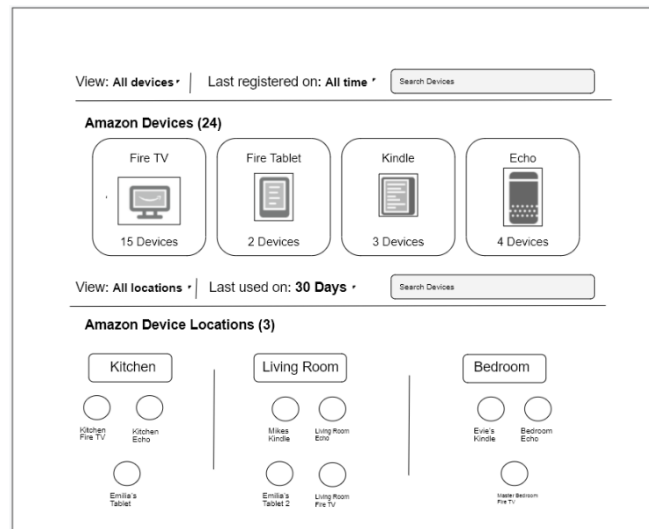 View: All devices Last registered on: All time Search Devices
Amazon Devices (24)
Fire TV Fire Tablet Kindle Echo
15 Devices 2 Devices 3 Devices 4 Devices
View: All locations Last used on: 30 Days Search Devices
Amazon Device Locations (3)
Kitchen Living Room Bedroom
Kitchen Fire TV
Kitchen Echo
Mikes Kindle
Living Room Echo
Evie's Kindle
Bedroom Echo
Emilia's Tablet
Emilia's Tablet 2
Living Room Fire TV
Master Bedroom Fire TV